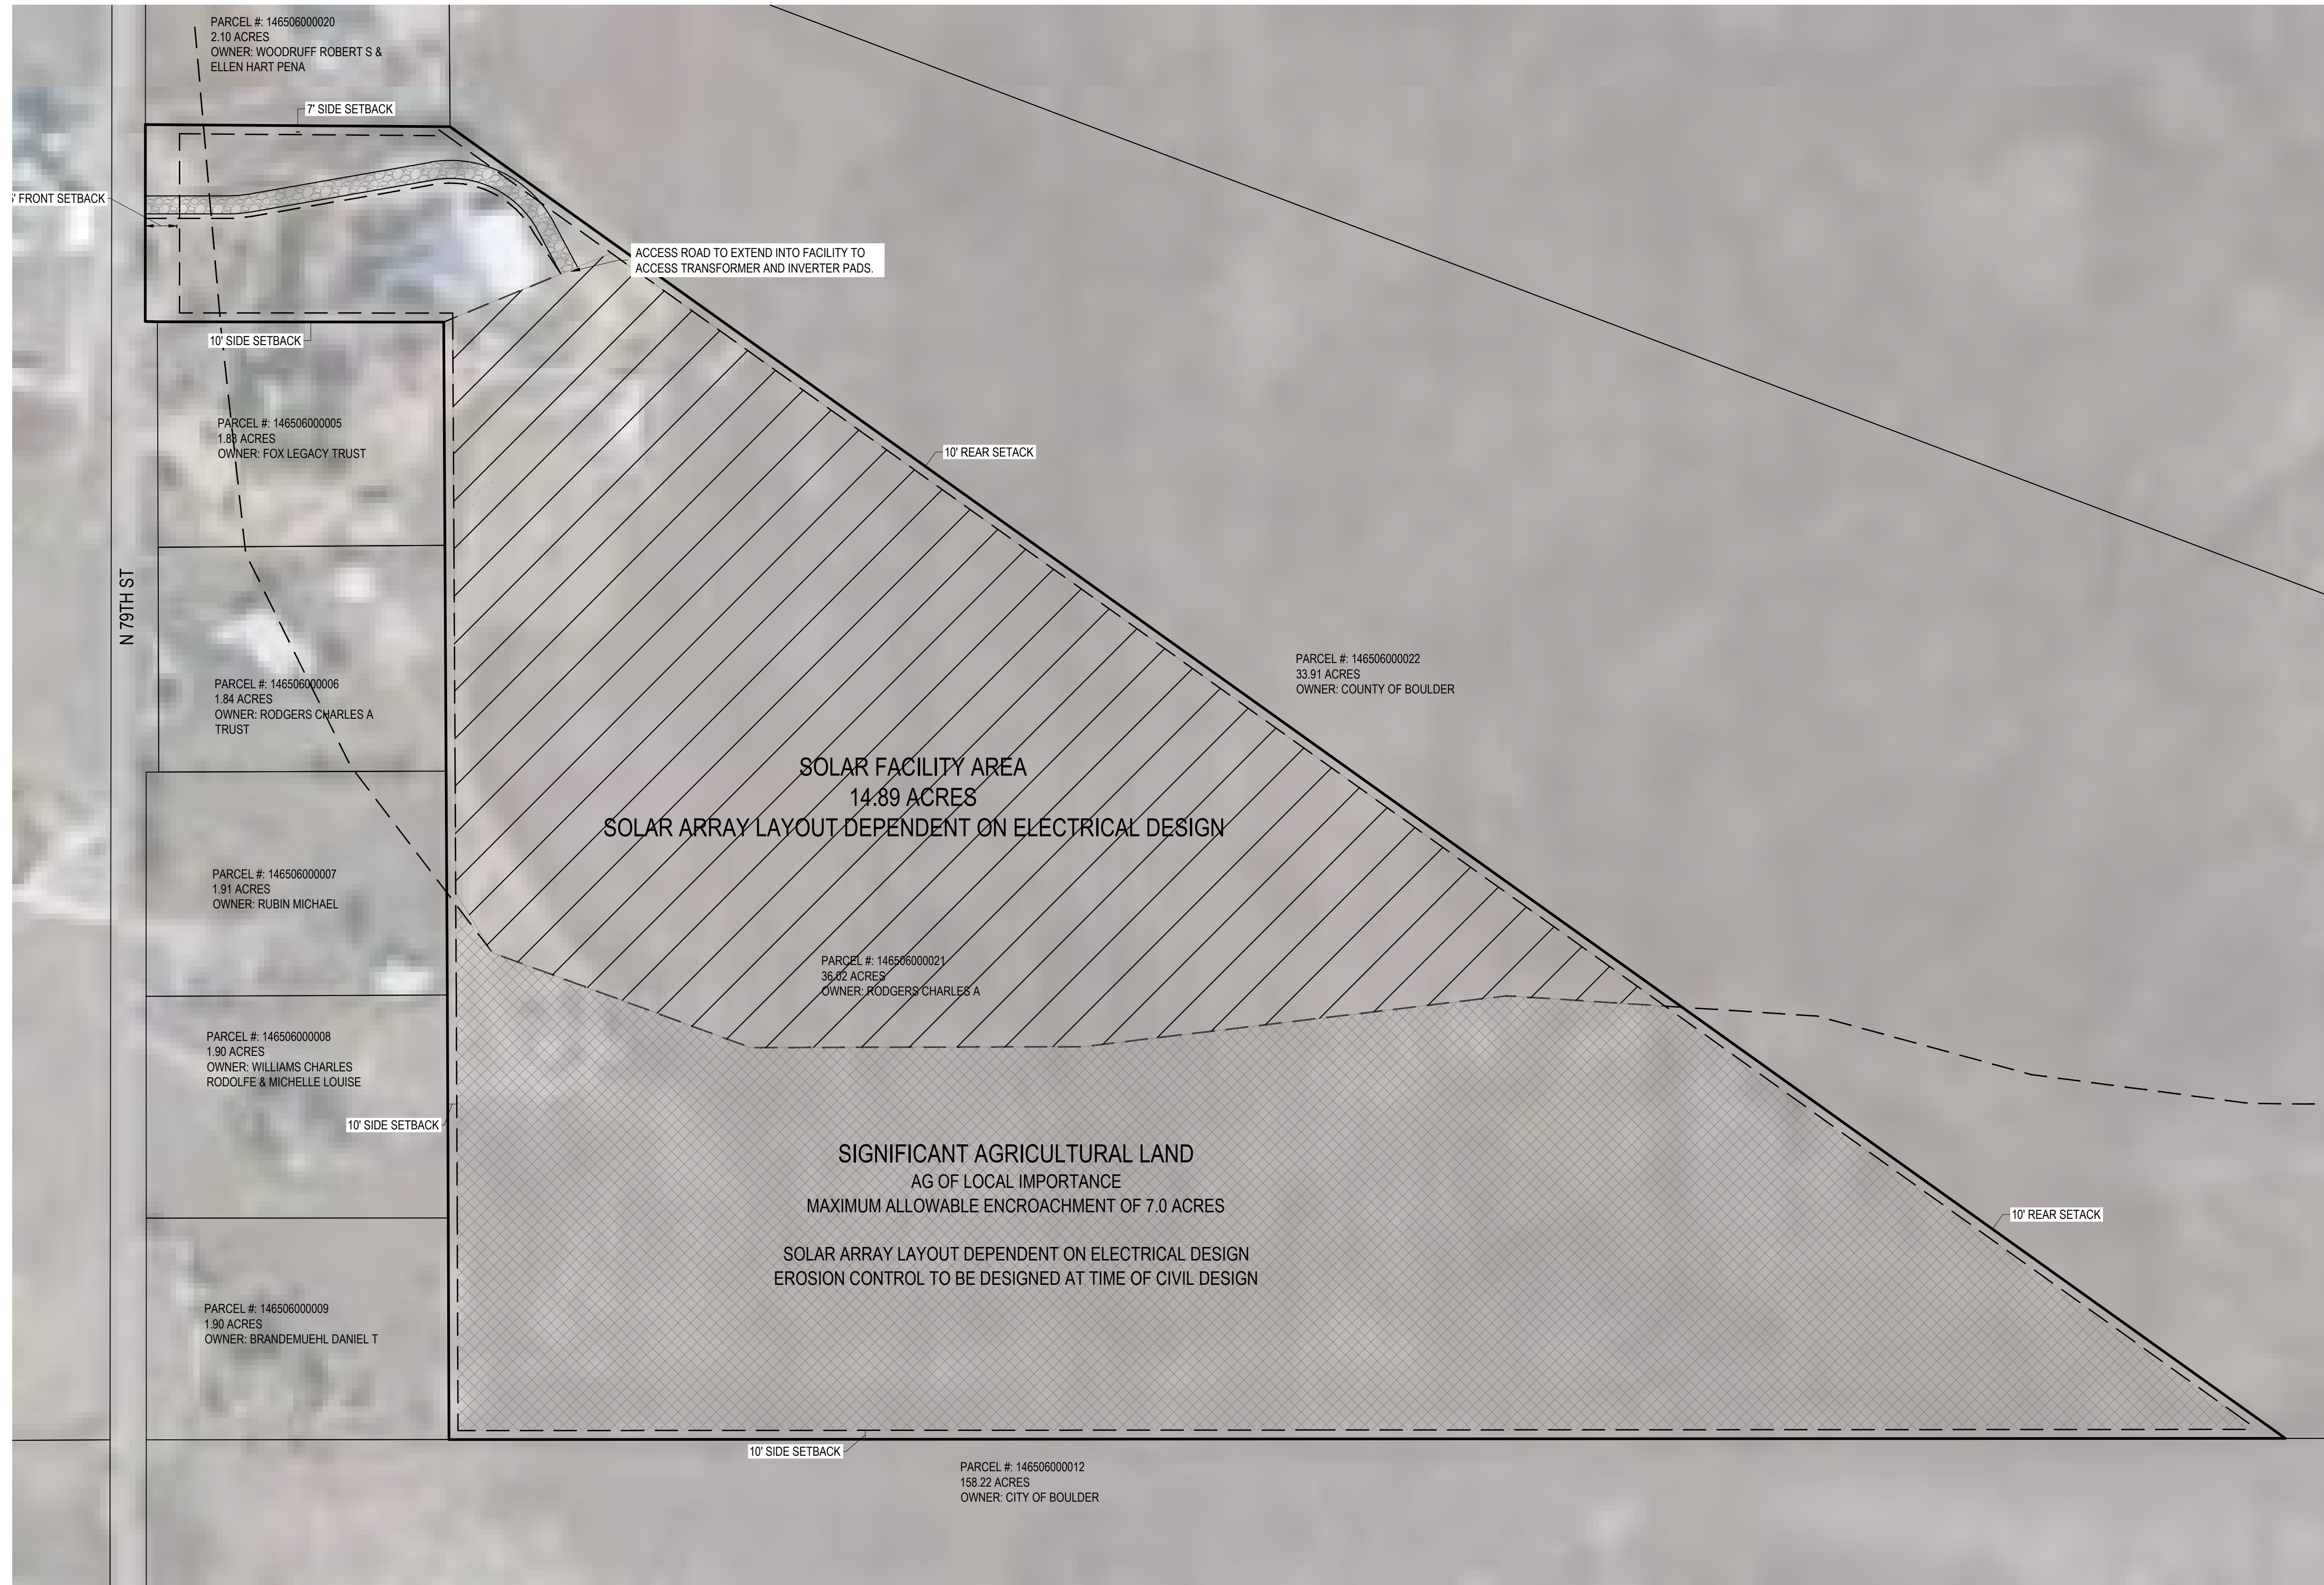 PARCEL #: 146506000020
2.10 ACRES
OWNER: WOODRUFF ROBERT S &
ELLEN HART PENA
7' SIDE SETBACK
' FRONT SETBACK
ACCESS ROAD TO EXTEND INTO FACILITY TO
ACCESS TRANSFORMER AND INVERTER PADS.
10' SIDE SETBACK
PARCEL #: 146506000005
1.83 ACRES
OWNER: FOX LEGACY TRUST
10' REAR SETACK
N 79TH ST
PARCEL #: 146506000006
1.84 ACRES
OWNER: RODGERS CHARLES A
TRUST
PARCEL #: 146506000022
33.91 ACRES
OWNER: COUNTY OF BOULDER
SOLAR FACILITY AREA
14.89 ACRES
SOLAR ARRAY LAYOUT DEPENDENT ON ELECTRICAL DESIGN
PARCEL #: 146506000007
1.91 ACRES
OWNER: RUBIN MICHAEL
PARCEL #: 146506000021
36.02 ACRES
OWNER: RODGERS CHARLES A
PARCEL #: 146506000008
1.90 ACRES
OWNER: WILLIAMS CHARLES
RODOLFE & MICHELLE LOUISE
10' SIDE SETBACK
SIGNIFICANT AGRICULTURAL LAND
AG OF LOCAL IMPORTANCE
MAXIMUM ALLOWABLE ENCROACHMENT OF 7.0 ACRES
SOLAR ARRAY LAYOUT DEPENDENT ON ELECTRICAL DESIGN
EROSION CONTROL TO BE DESIGNED AT TIME OF CIVIL DESIGN
10' REAR SETACK
PARCEL #: 146506000009
1.90 ACRES
OWNER: BRANDEMUEHL DANIEL T
10' SIDE SETBACK
PARCEL #: 146506000012
158.22 ACRES
OWNER: CITY OF BOULDER